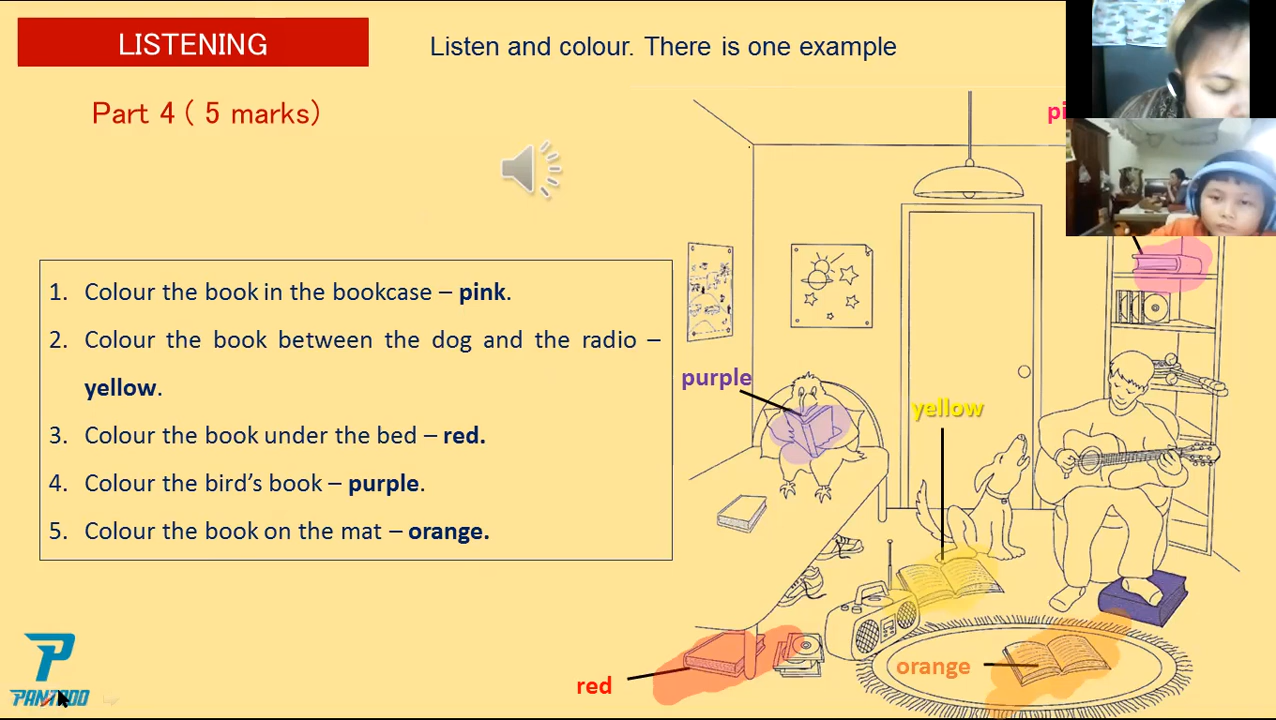 LISTENING
Listen and colour. There is one example
Part 4 ( 5 marks)
1. Colour the book in the bookcase – pink.
2. Colour the book between the dog and the radio –
yellow.
3. Colour the book under the bed – red.
4. Colour the bird's book – purple.
5. Colour the book on the mat – orange.
purple
yellow
orange
red